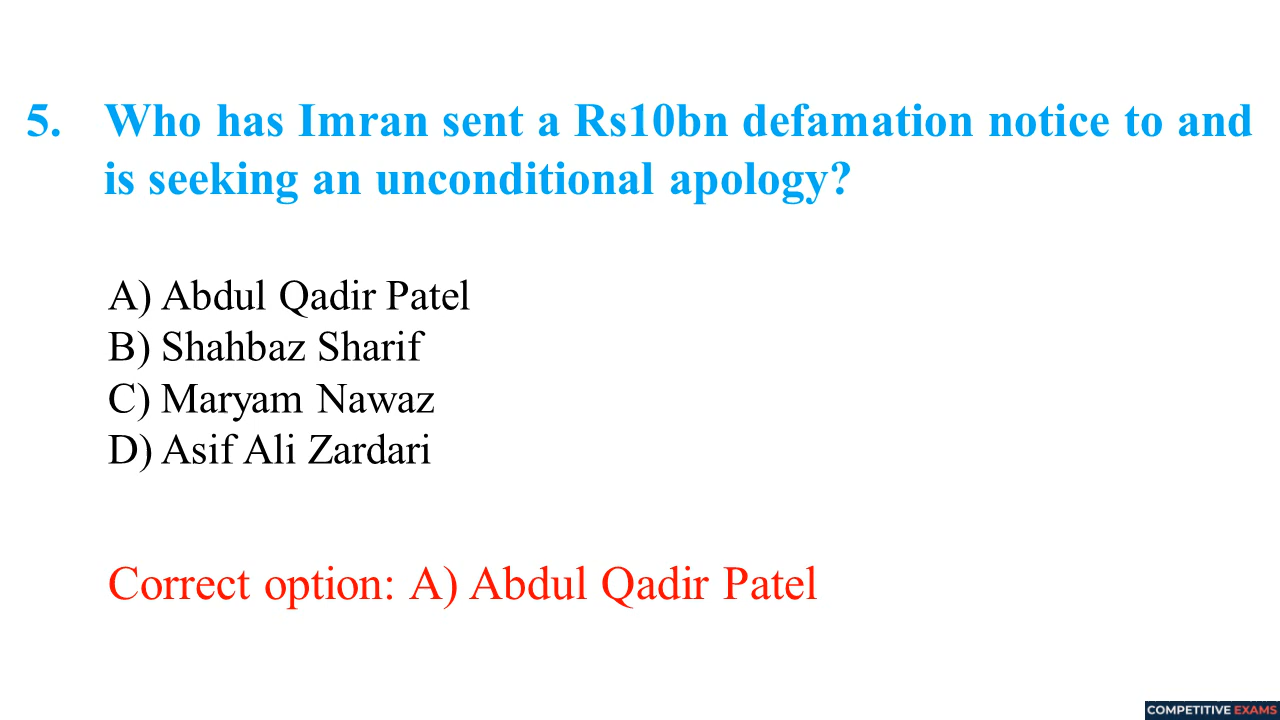 5. Who has Imran sent a Rs10bn defamation notice to and
is seeking an unconditional apology?
A) Abdul Qadir Patel
B) Shahbaz Sharif
C) Maryam Nawaz
D) Asif Ali Zardari
Correct option: A) Abdul Qadir Patel
COMPETITIVE EXAMS